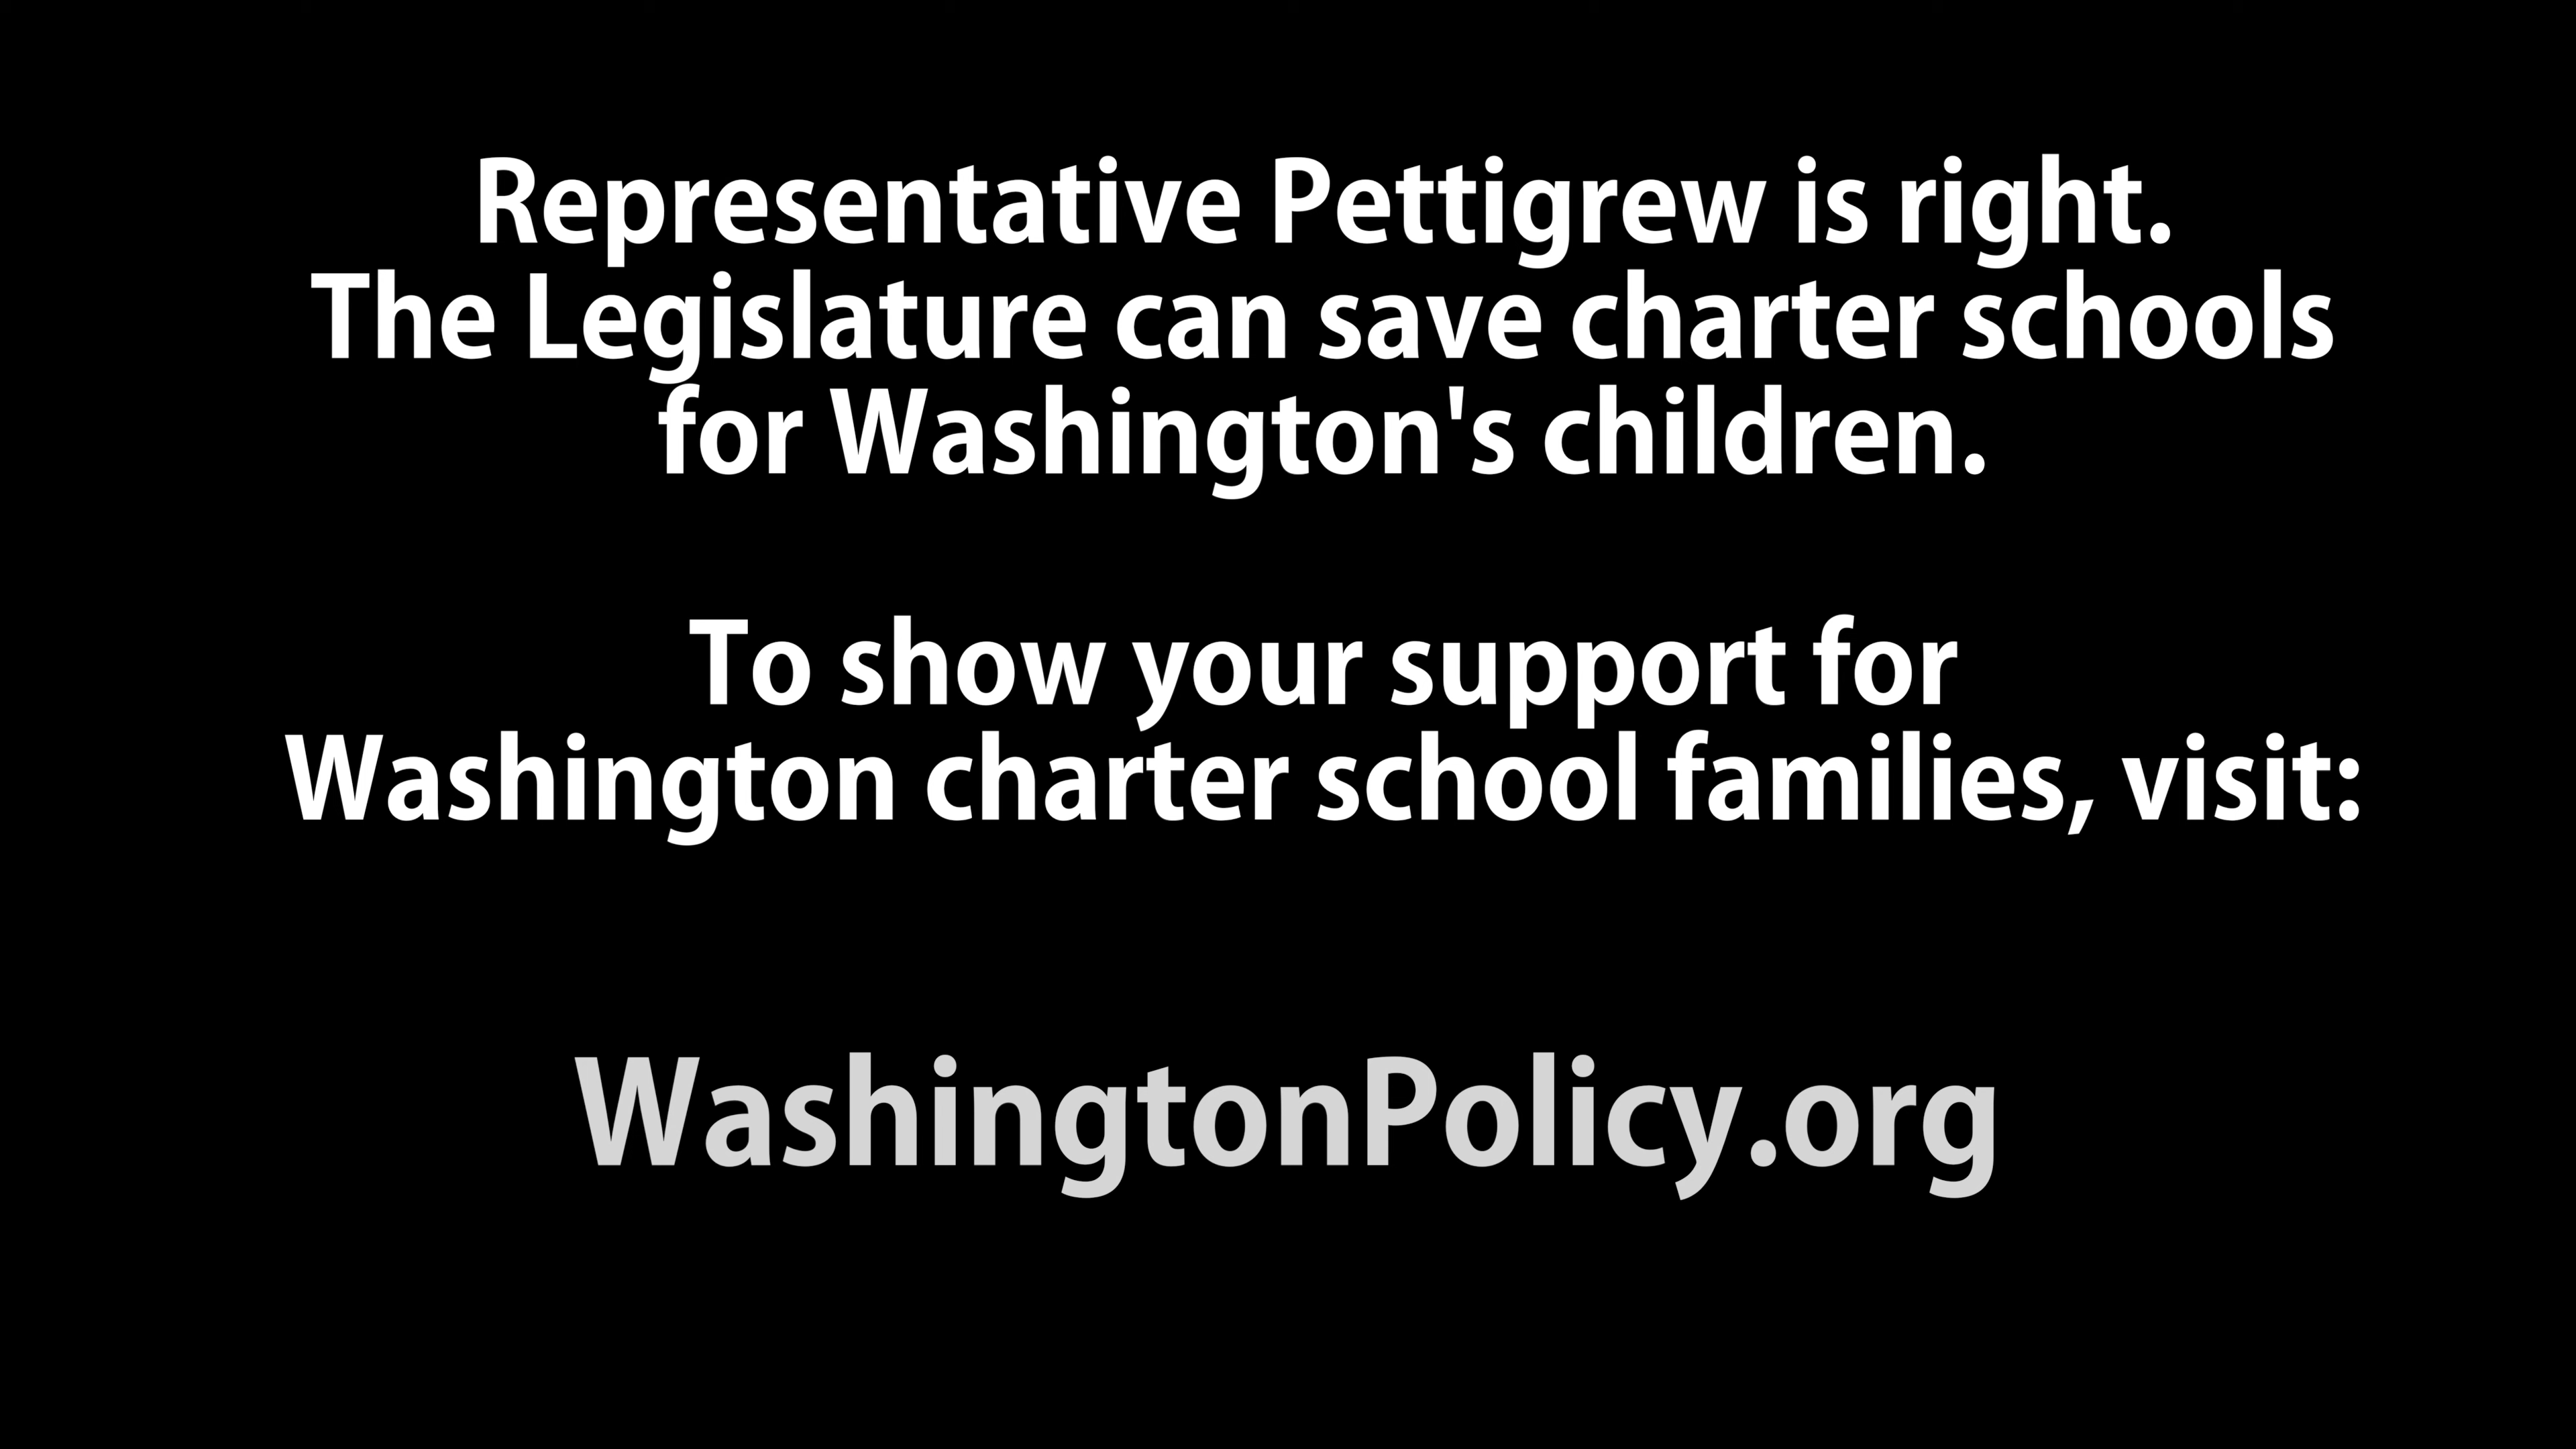 Representative Pettigrew is right.
The Legislature can save charter schools
for Washington's children.
To show your support for
Washington charter school families, visit:
WashingtonPolicy.org